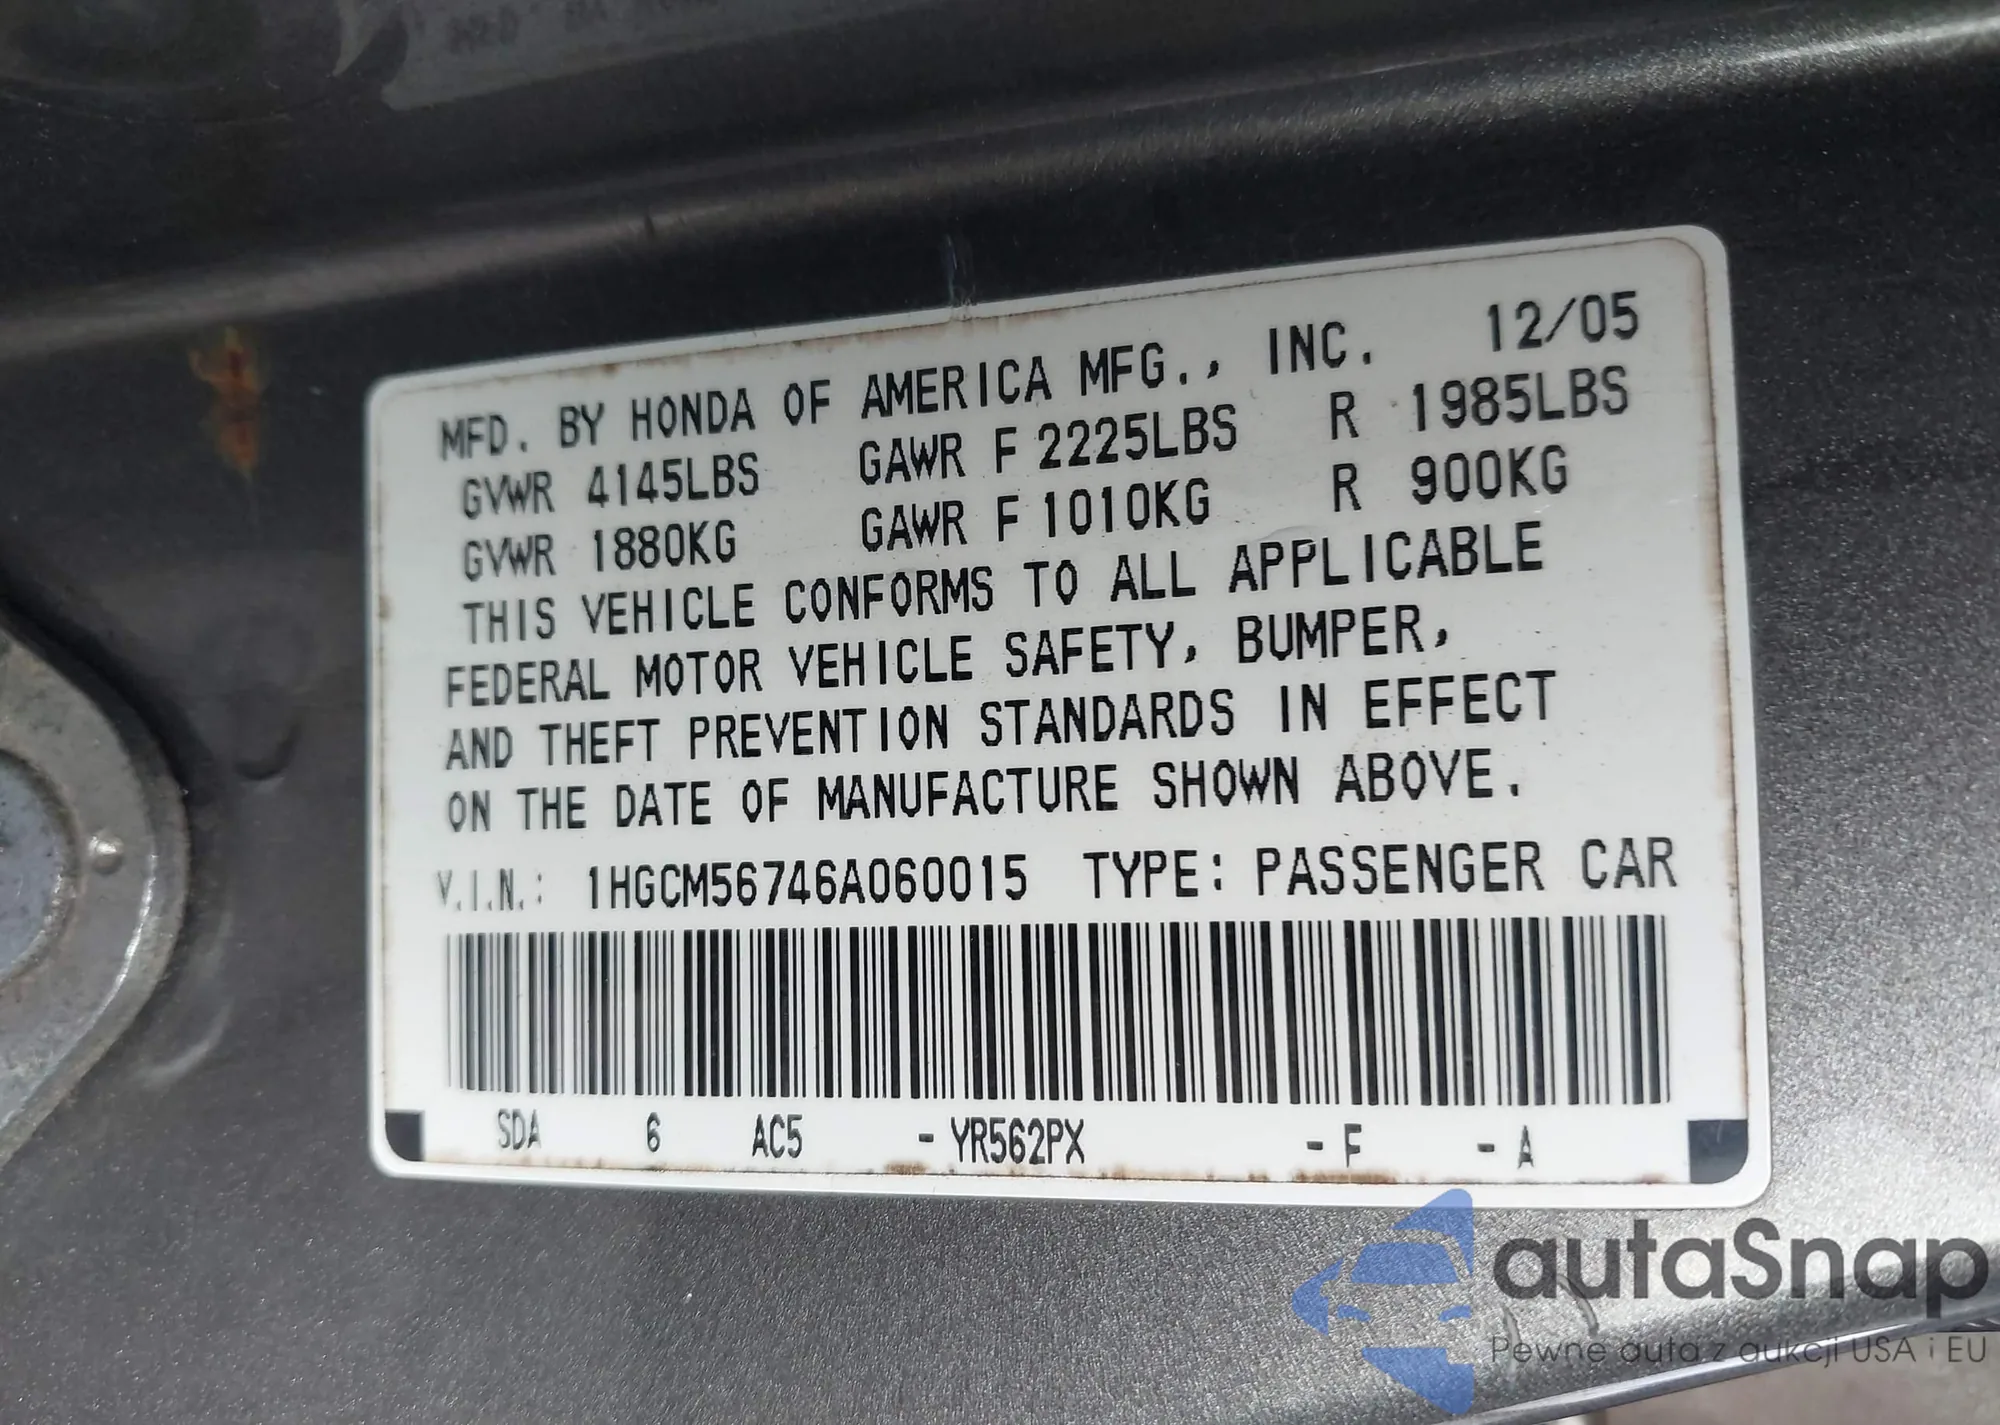 MFD. BY HONDA OF AMERICA MFG., INC. 12/05
GVWR 4145LBS GAWR F 2225LBS R 1985LBS
GVWR 1880KG GAWR F 1010KG R 900KG
THIS VEHICLE CONFORMS TO ALL APPLICABLE
FEDERAL MOTOR VEHICLE SAFETY, BUMPER,
AND THEFT PREVENTION STANDARDS IN EFFECT
ON THE DATE OF MANUFACTURE SHOWN ABOVE.
V.I.N.: 1HGCM56746A060015 TYPE: PASSENGER CAR
SDA 6 AC5 - YR562PX - F - A
autaSnap
Pewne auta z aukcji USA i EU